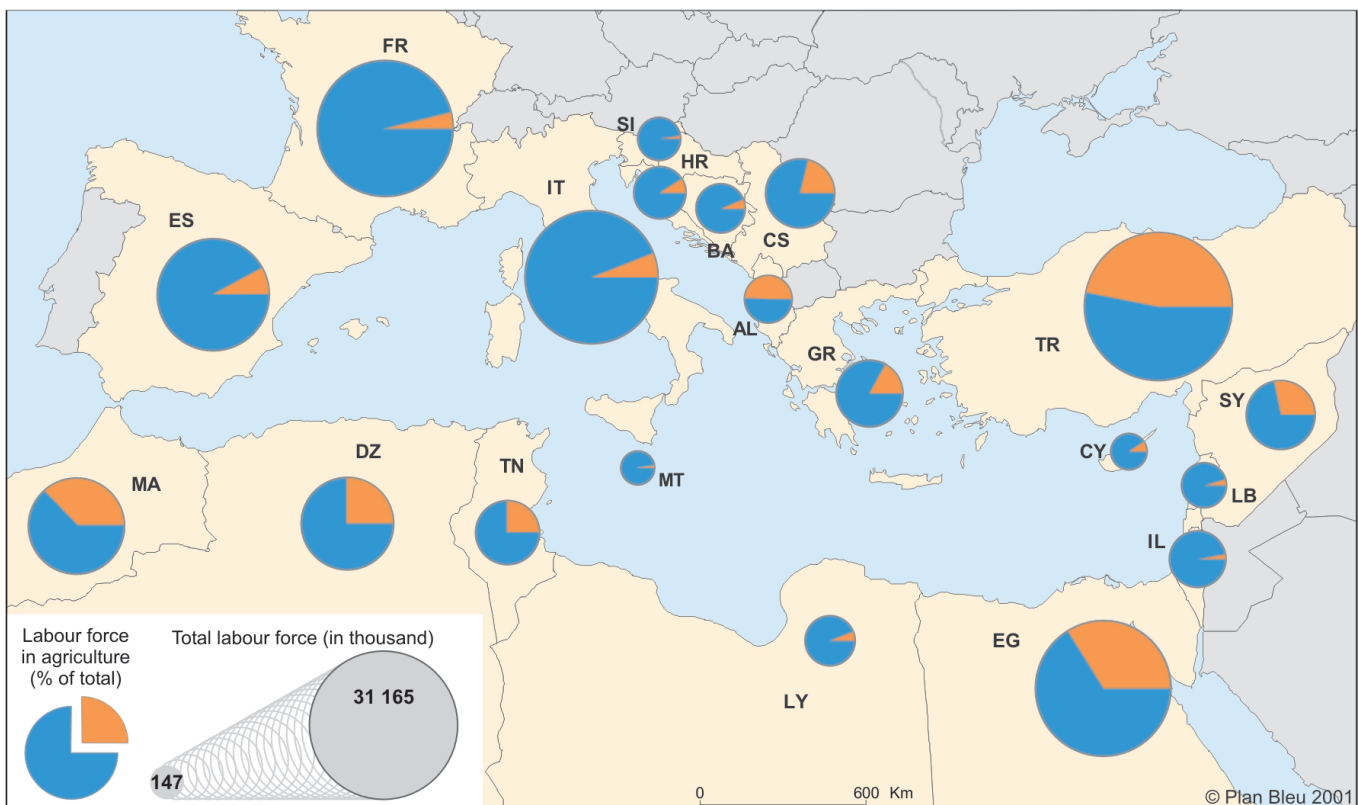 FR
SI
HR
IT
ES
BA
CS
AL
TR
GR
SY
CY
DZ
TN
MA
MT
LB
IL
EG
LY
Labour force
in agriculture
(% of total)
Total labour force (in thousand)
31 165
147
0 600 Km
© Plan Bleu 2001